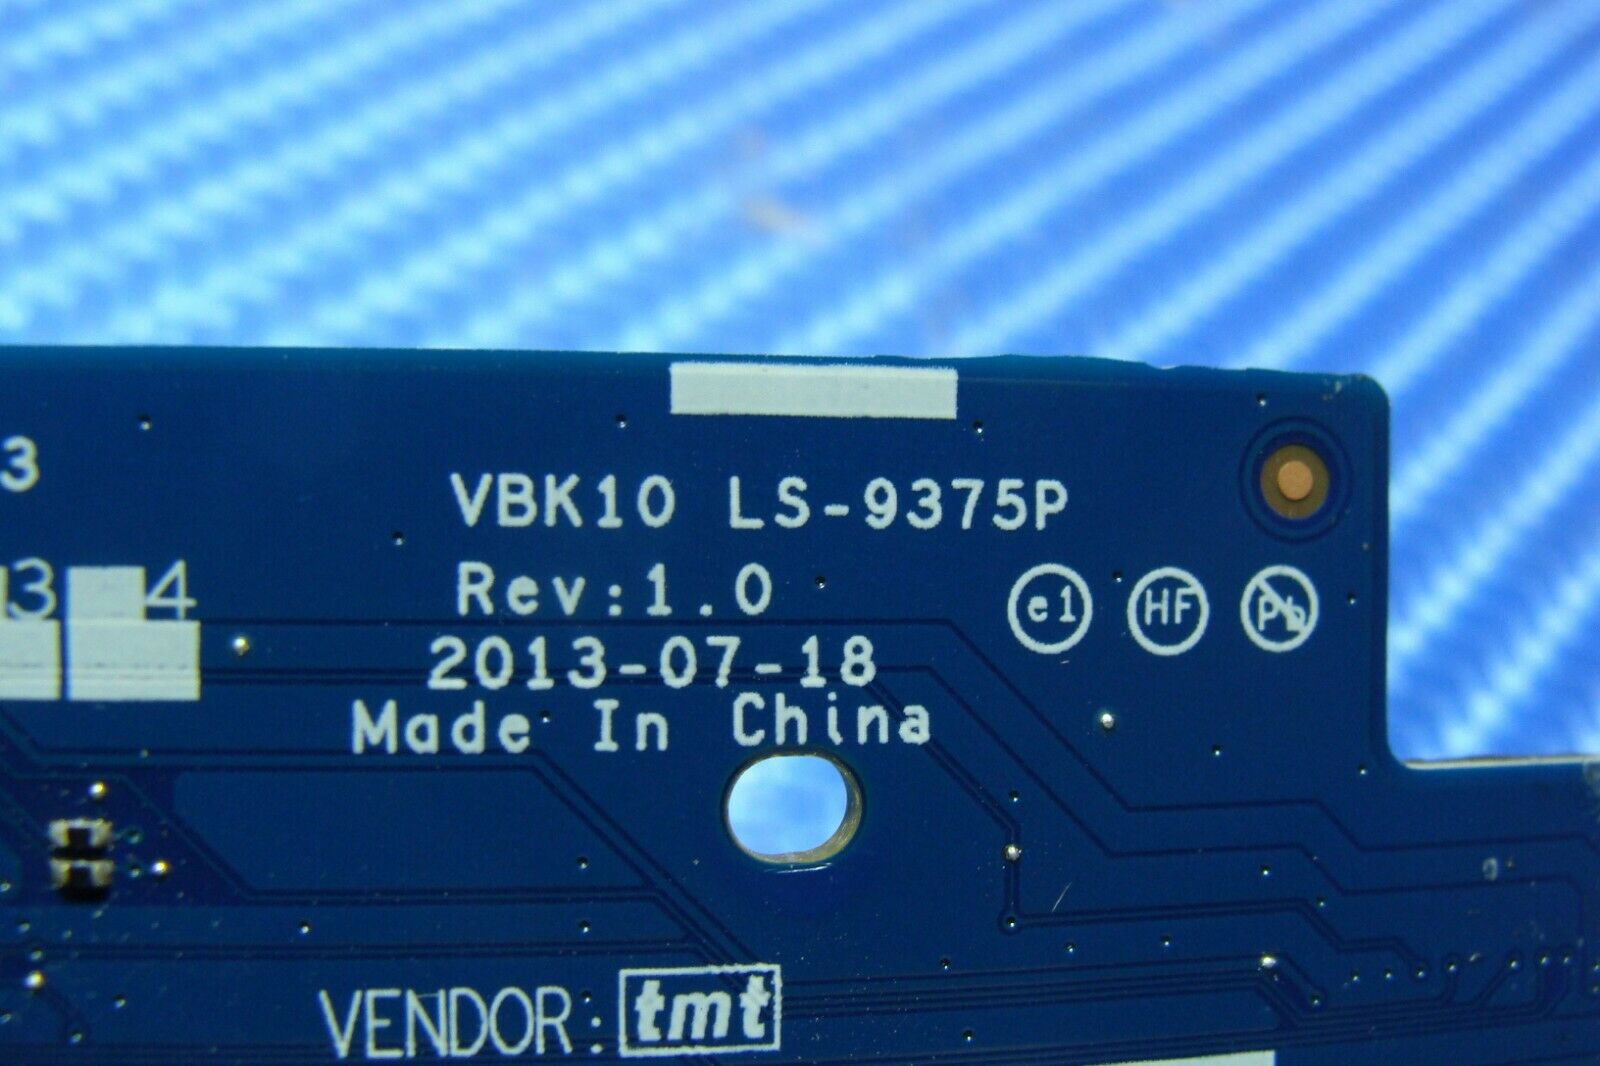 3
VBK10 LS-9375P
3 4
Rev:1.0
e1 HF Pb
2013-07-18
Made In China
VENDOR: tmt